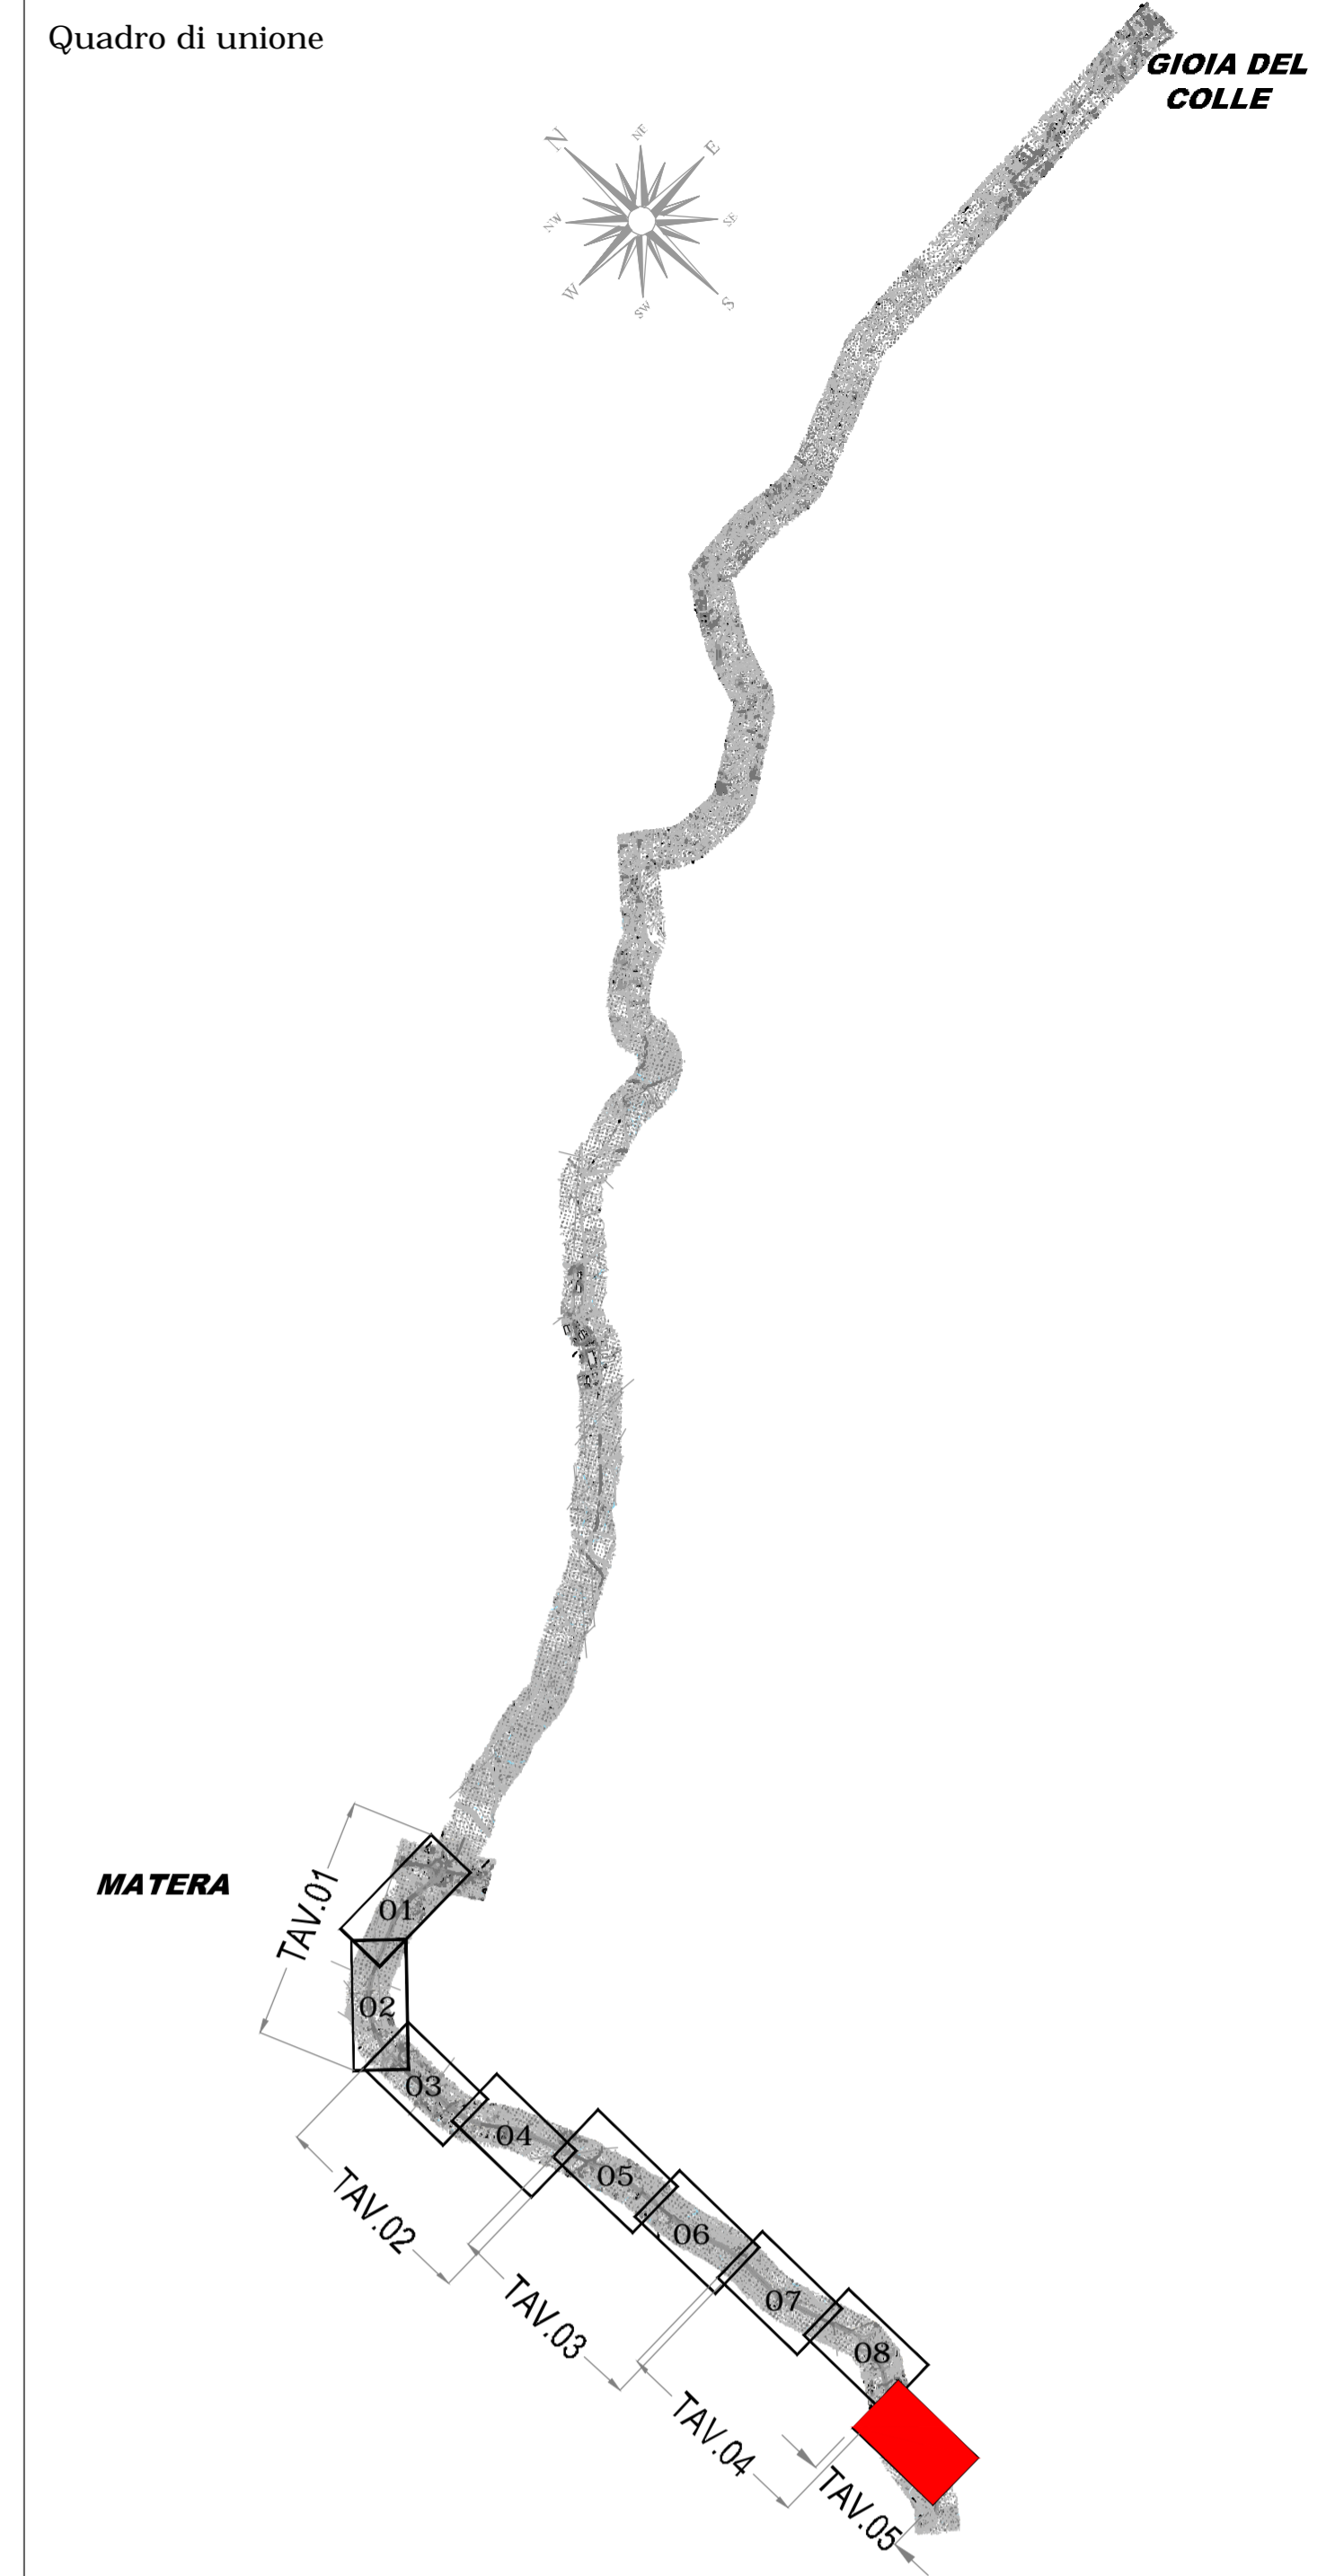 Quadro di unione
GIOIA DEL
COLLE
N
NE
E
NW
SE
W
SW
S
MATERA
TAV.01
01
02
03
04
TAV.02
05
06
TAV.03
07
08
TAV.04
TAV.05